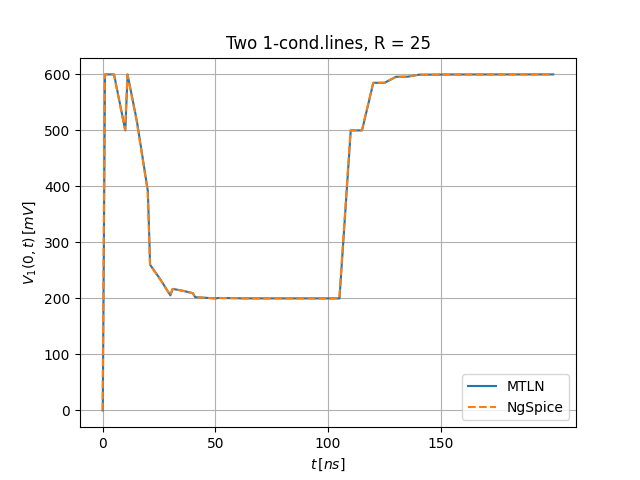 Two 1-cond.lines, R = 25
V₁(0, t) [mV]
600
500
400
300
200
100
0
0 50 100 150
t [ns]
MTLN
NgSpice